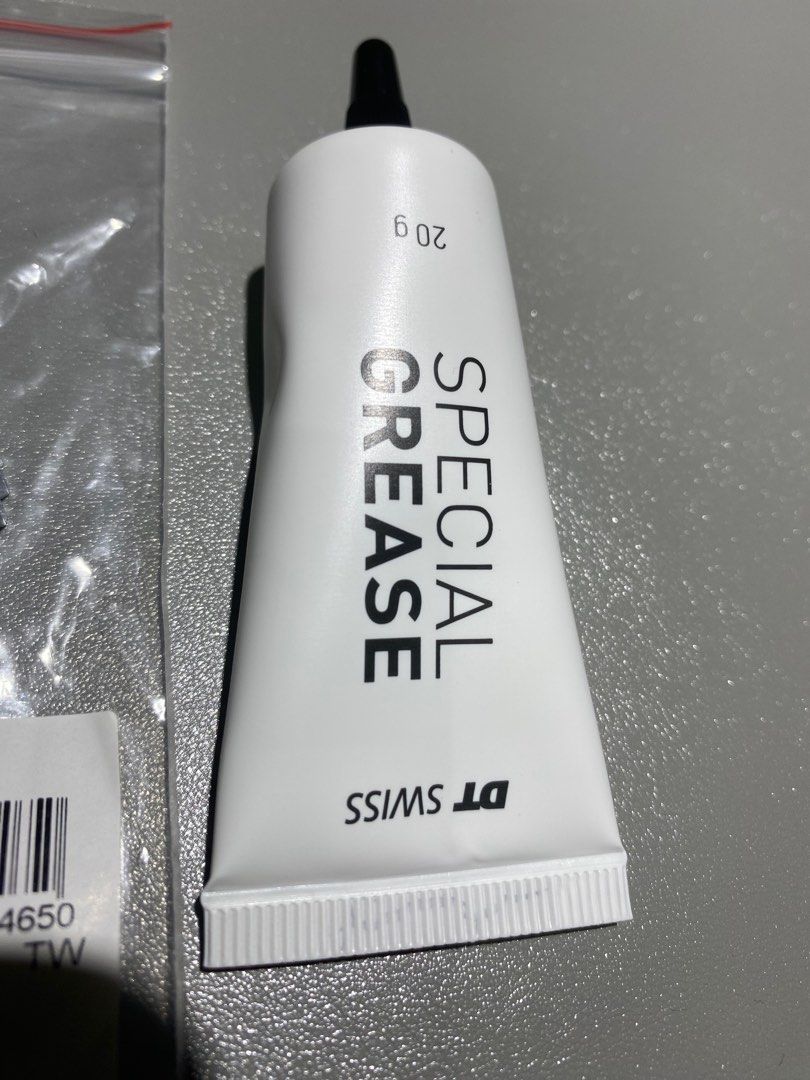 20 g
SPECIAL
GREASE
DT SWISS
4650
TW